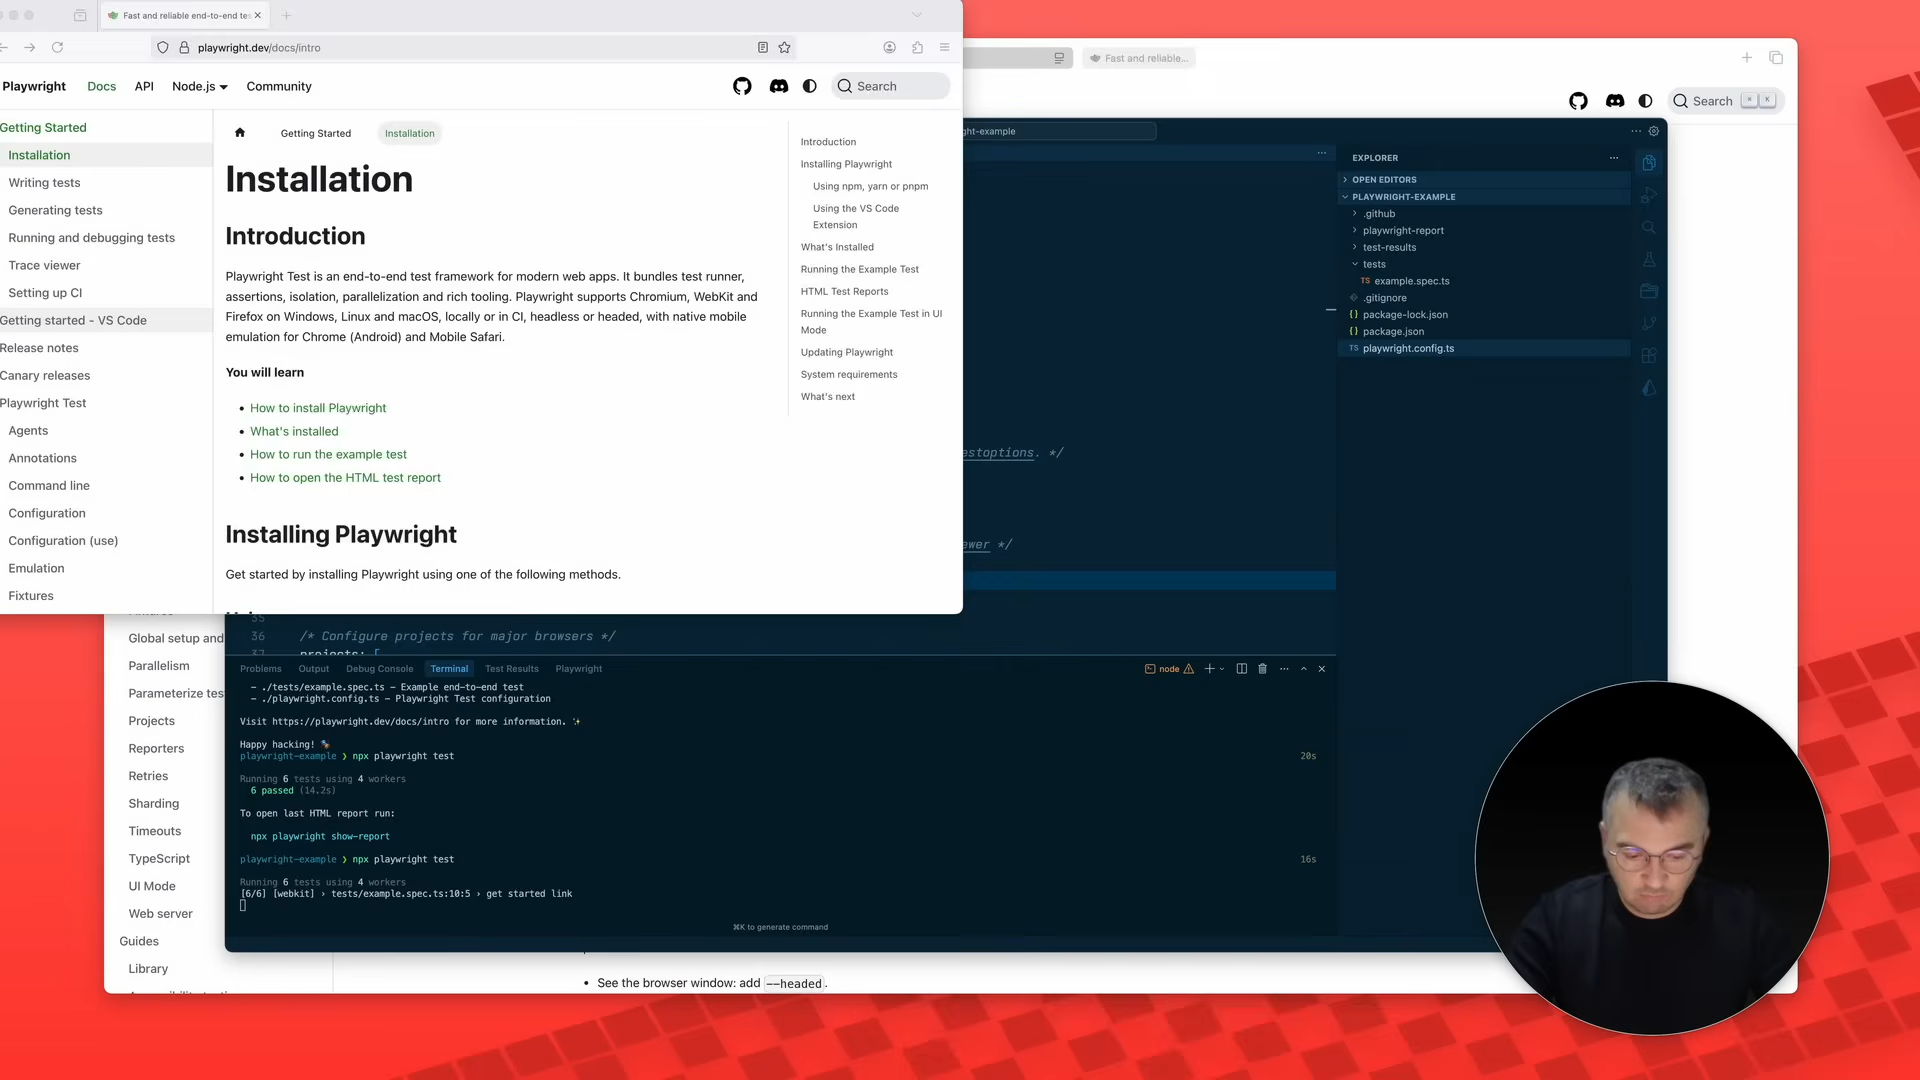 Fast and reliable end-to-end tes
playwright.dev/docs/intro
Playwright
Docs
API
Node.js
Community
Search
Getting Started
Installation
Writing tests
Generating tests
Running and debugging tests
Trace viewer
Setting up CI
Getting started - VS Code
Release notes
Canary releases
Playwright Test
Agents
Annotations
Command line
Configuration
Configuration (use)
Emulation
Fixtures
Getting Started
Installation
Installation
Introduction
Playwright Test is an end-to-end test framework for modern web apps. It bundles test runner,
assertions, isolation, parallelization and rich tooling. Playwright supports Chromium, WebKit and
Firefox on Windows, Linux and macOS, locally or in CI, headless or headed, with native mobile
emulation for Chrome (Android) and Mobile Safari.
You will learn
• How to install Playwright
• What's installed
• How to run the example test
• How to open the HTML test report
Installing Playwright
Get started by installing Playwright using one of the following methods.
Introduction
Installing Playwright
Using npm, yarn or pnpm
Using the VS Code
Extension
What's Installed
Running the Example Test
HTML Test Reports
Running the Example Test in UI
Mode
Updating Playwright
System requirements
What's next
Fast and reliable...
Search
K
ght-example
EXPLORER
OPEN EDITORS
PLAYWRIGHT-EXAMPLE
.github
playwright-report
test-results
tests
TS example.spec.ts
.gitignore
{} package-lock.json
{} package.json
TS playwright.config.ts
estoptions. */
ewer */
35
36 /* Configure projects for major browsers */
37 projects: [
Problems
Output
Debug Console
Terminal
Test Results
Playwright
node
- ./tests/example.spec.ts - Example end-to-end test
- ./playwright.config.ts - Playwright Test configuration
Visit https://playwright.dev/docs/intro for more information. ✨
Happy hacking! 🎭
playwright-example ❯ npx playwright test
20s
Running 6 tests using 4 workers
6 passed (14.2s)
To open last HTML report run:
npx playwright show-report
playwright-example ❯ npx playwright test
16s
Running 6 tests using 4 workers
[6/6] [webkit] › tests/example.spec.ts:10:5 › get started link
⌘K to generate command
Global setup and
Parallelism
Parameterize tes
Projects
Reporters
Retries
Sharding
Timeouts
TypeScript
UI Mode
Web server
Guides
Library
• See the browser window: add --headed.